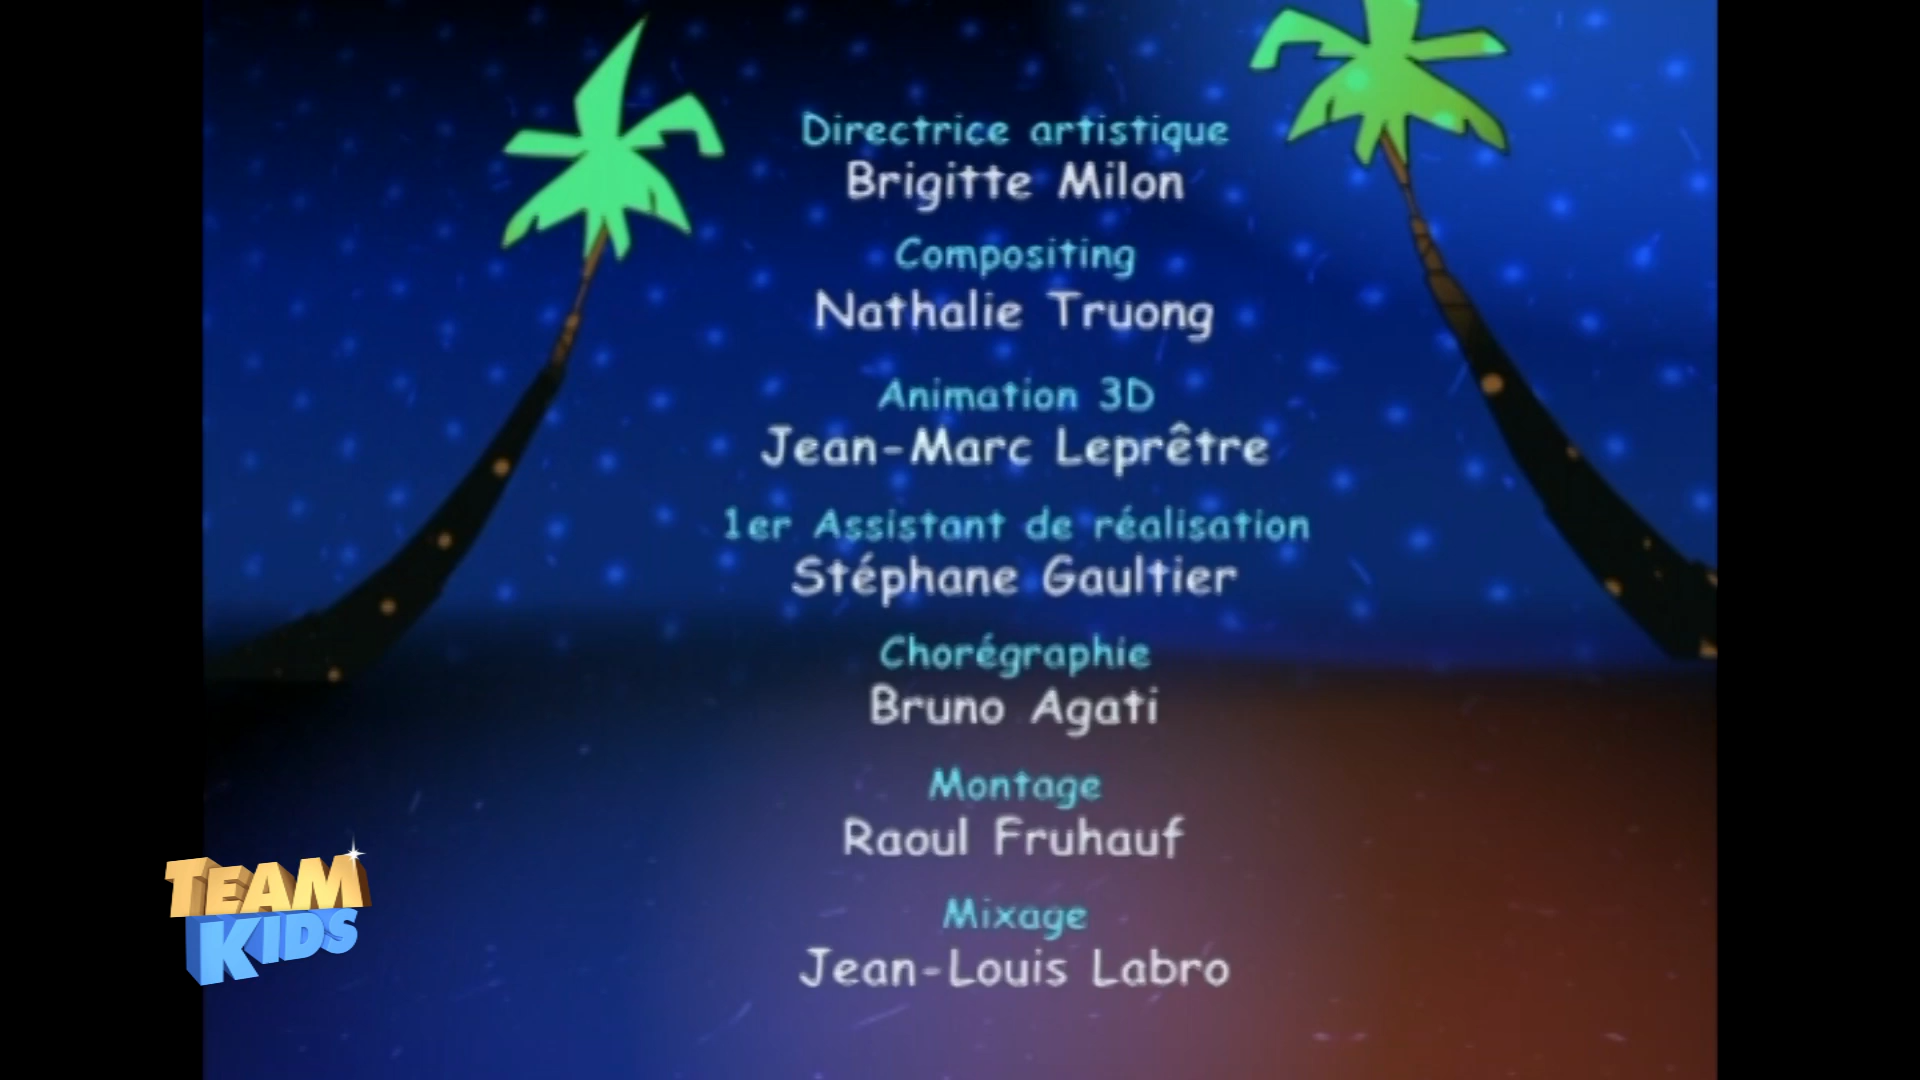 Directrice artistique
Brigitte Milon
Compositing
Nathalie Truong
Animation 3D
Jean-Marc Leprêtre
1er Assistant de réalisation
Stéphane Gaultier
Chorégraphie
Bruno Agati
Montage
Raoul Fruhauf
Mixage
Jean-Louis Labro
TEAM
KIDS